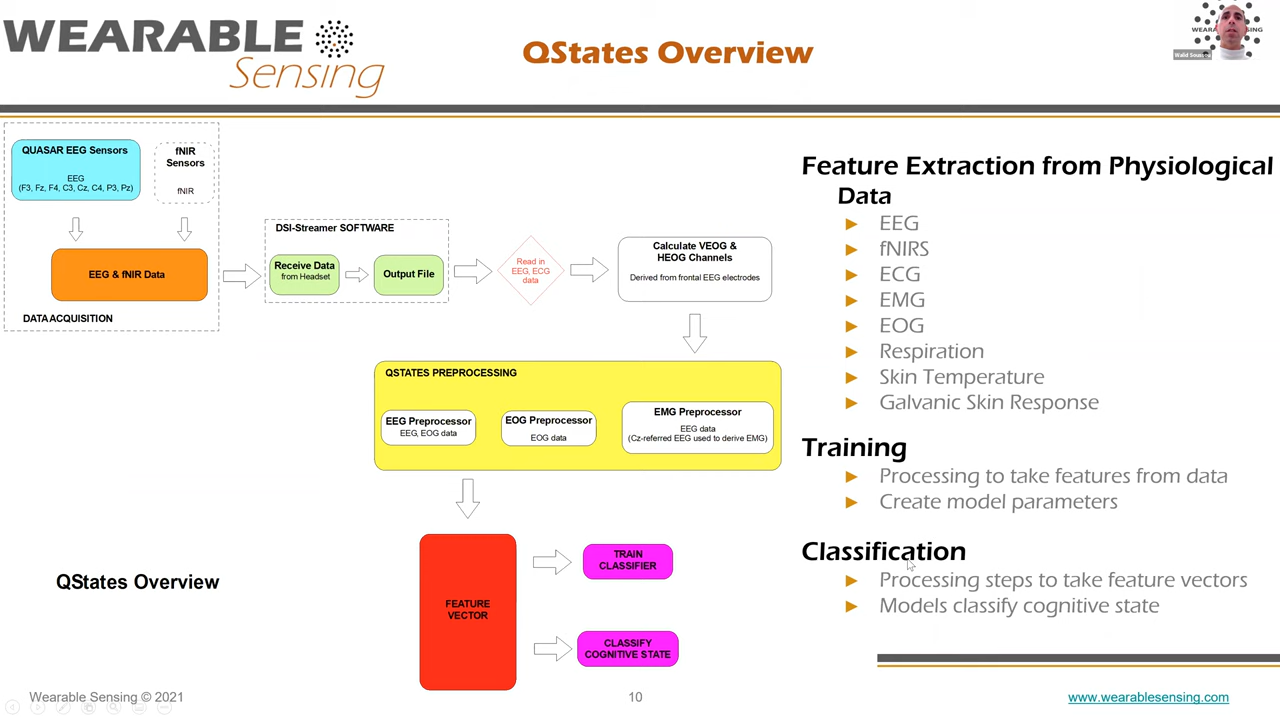 WEARABLE
Sensing
QStates Overview
WEARABLE SENSING
QUASAR EEG Sensors
EEG
(F3, Fz, F4, C3, Cz, C4, P3, Pz)
fNIR
Sensors
fNIR
EEG & fNIR Data
DATA ACQUISITION
DSI-Streamer SOFTWARE
Receive Data
from Headset
Output File
Read in
EEG, ECG
data
Calculate VEOG &
HEOG Channels
Derived from frontal EEG electrodes
QSTATES PREPROCESSING
EEG Preprocessor
EEG, EOG data
EOG Preprocessor
EOG data
EMG Preprocessor
EEG data
(Cz-referred EEG used to derive EMG)
FEATURE
VECTOR
TRAIN
CLASSIFIER
CLASSIFY
COGNITIVE STATE
QStates Overview
Feature Extraction from Physiological
Data
EEG
fNIRS
ECG
EMG
EOG
Respiration
Skin Temperature
Galvanic Skin Response
Training
Processing to take features from data
Create model parameters
Classification
Processing steps to take feature vectors
Models classify cognitive state
Wearable Sensing © 2021
10
www.wearablesensing.com